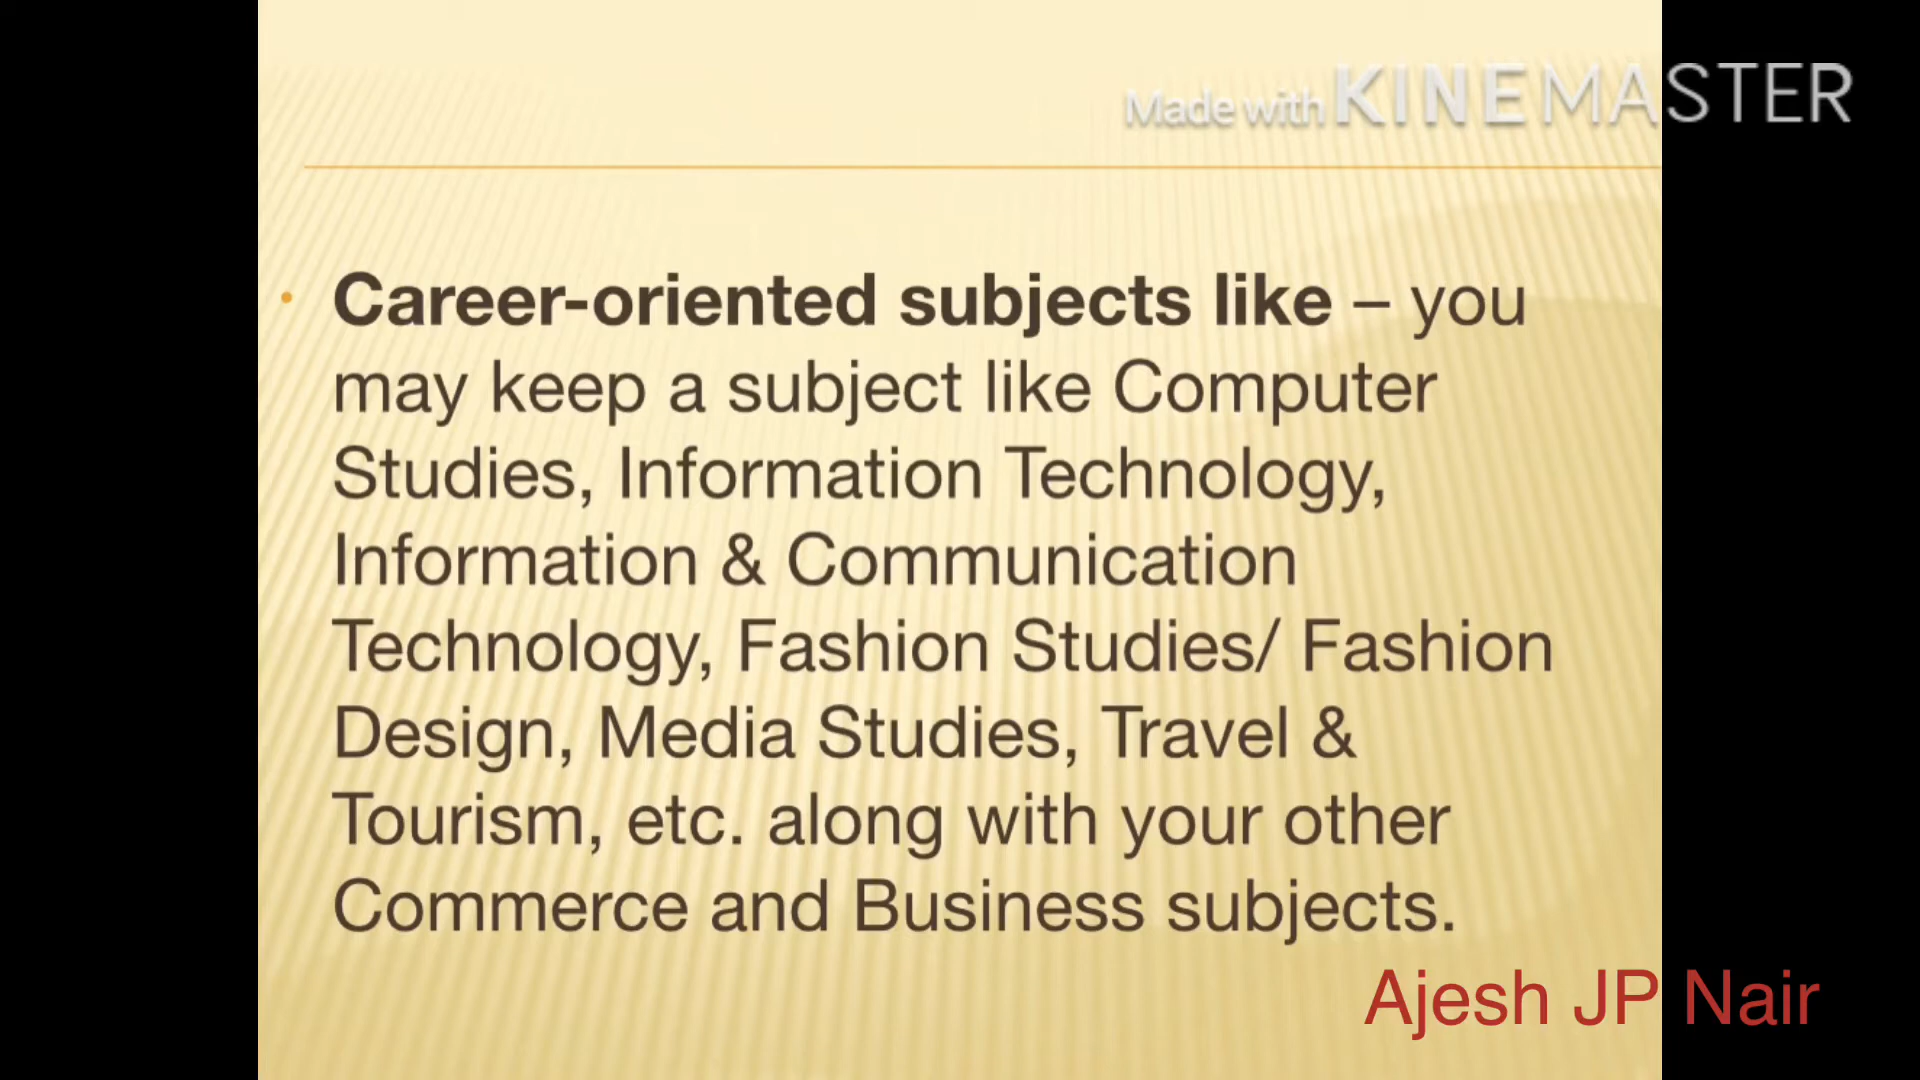 Made with KINEMASTER
• Career-oriented subjects like – you
may keep a subject like Computer
Studies, Information Technology,
Information & Communication
Technology, Fashion Studies/ Fashion
Design, Media Studies, Travel &
Tourism, etc. along with your other
Commerce and Business subjects.
Ajesh JP Nair